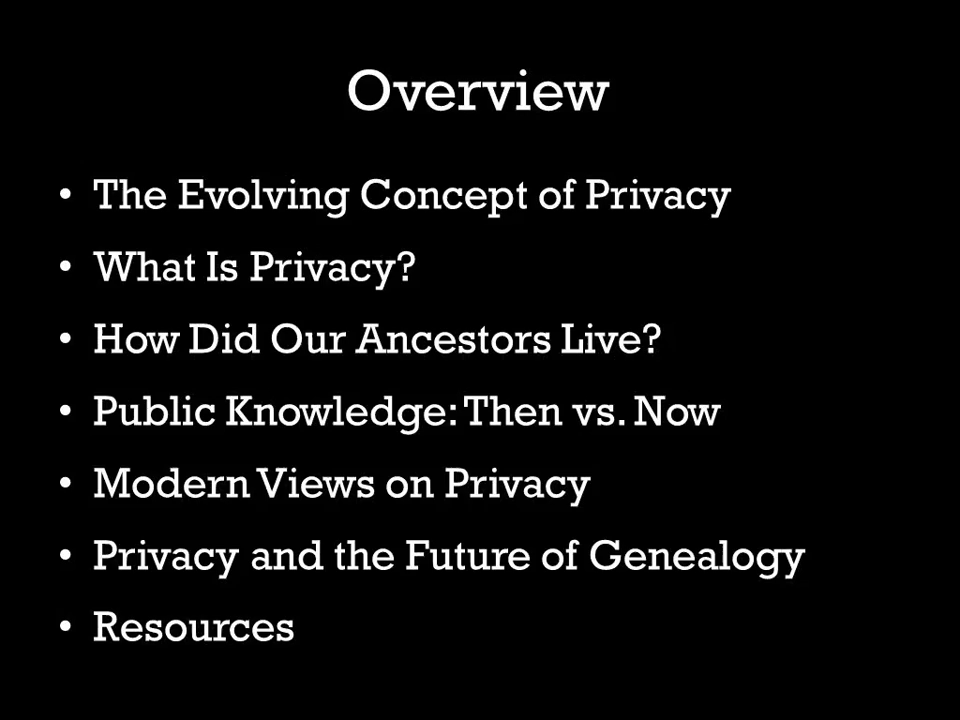 Overview
• The Evolving Concept of Privacy
• What Is Privacy?
• How Did Our Ancestors Live?
• Public Knowledge: Then vs. Now
• Modern Views on Privacy
• Privacy and the Future of Genealogy
• Resources